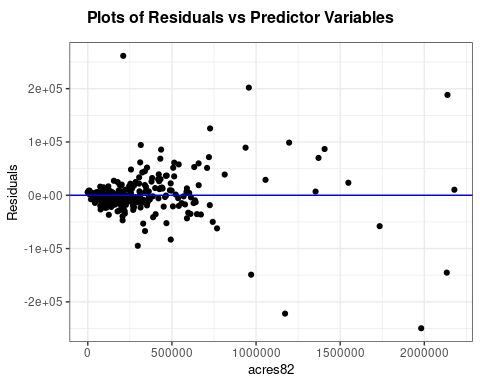 Plots of Residuals vs Predictor Variables
2e+05
1e+05
0e+00
-1e+05
-2e+05
Residuals
0 500000 1000000 1500000 2000000
acres82